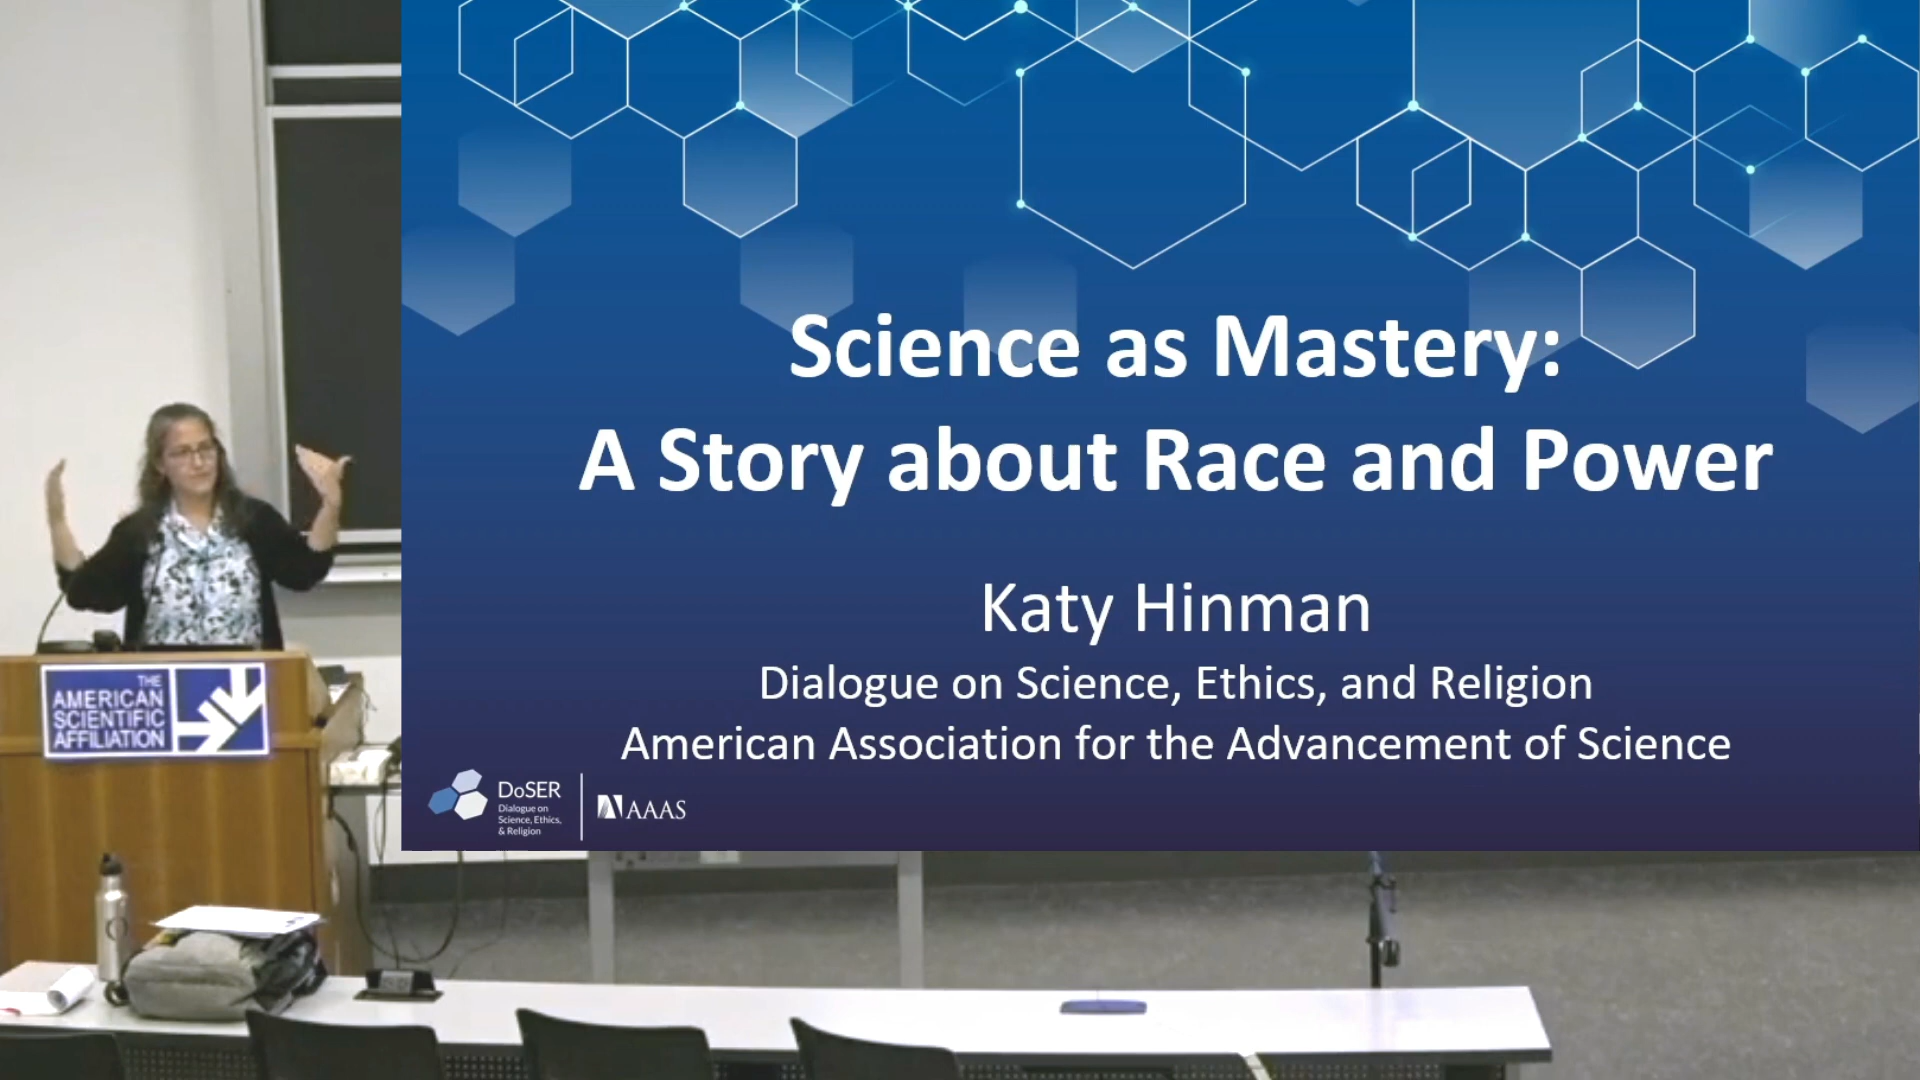 Science as Mastery:
A Story about Race and Power
Katy Hinman
Dialogue on Science, Ethics, and Religion
American Association for the Advancement of Science
DoSER
Dialogue on
Science, Ethics,
& Religion
AAAS
THE
AMERICAN
SCIENTIFIC
AFFILIATION